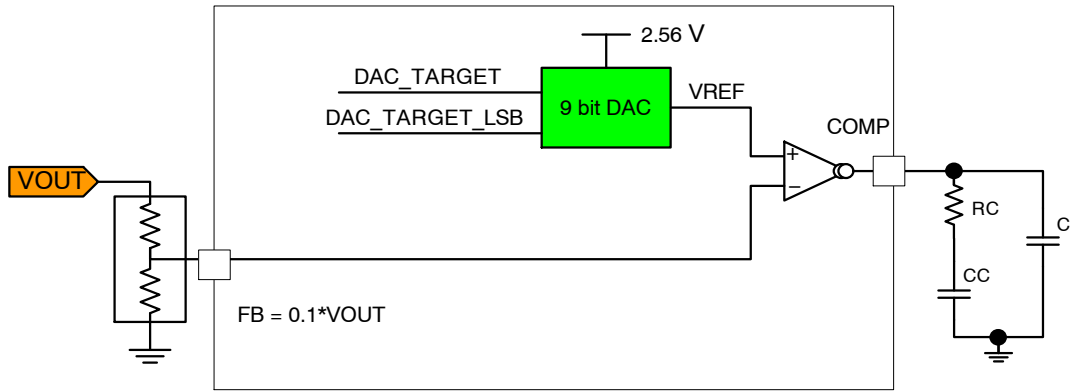 2.56 V
DAC_TARGET
DAC_TARGET_LSB
9 bit DAC
VREF
COMP
+
−
VOUT
RC
C
CC
FB = 0.1*VOUT